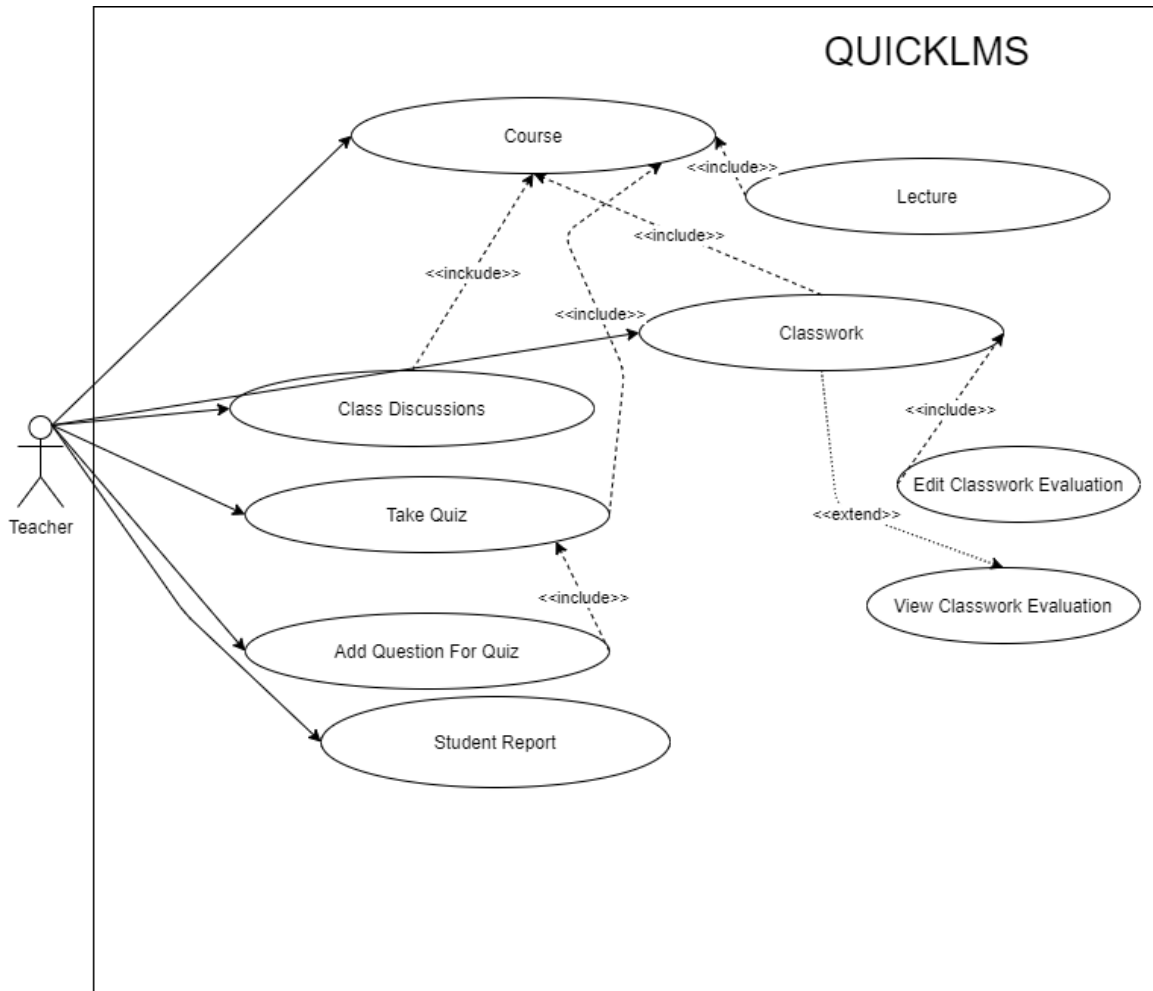 QUICKLMS
Course
<<include>>
Lecture
<<include>>
<<inckude>>
<<include>>
Classwork
Class Discussions
<<include>>
Edit Classwork Evaluation
Take Quiz
<<extend>>
Teacher
<<include>>
View Classwork Evaluation
Add Question For Quiz
Student Report